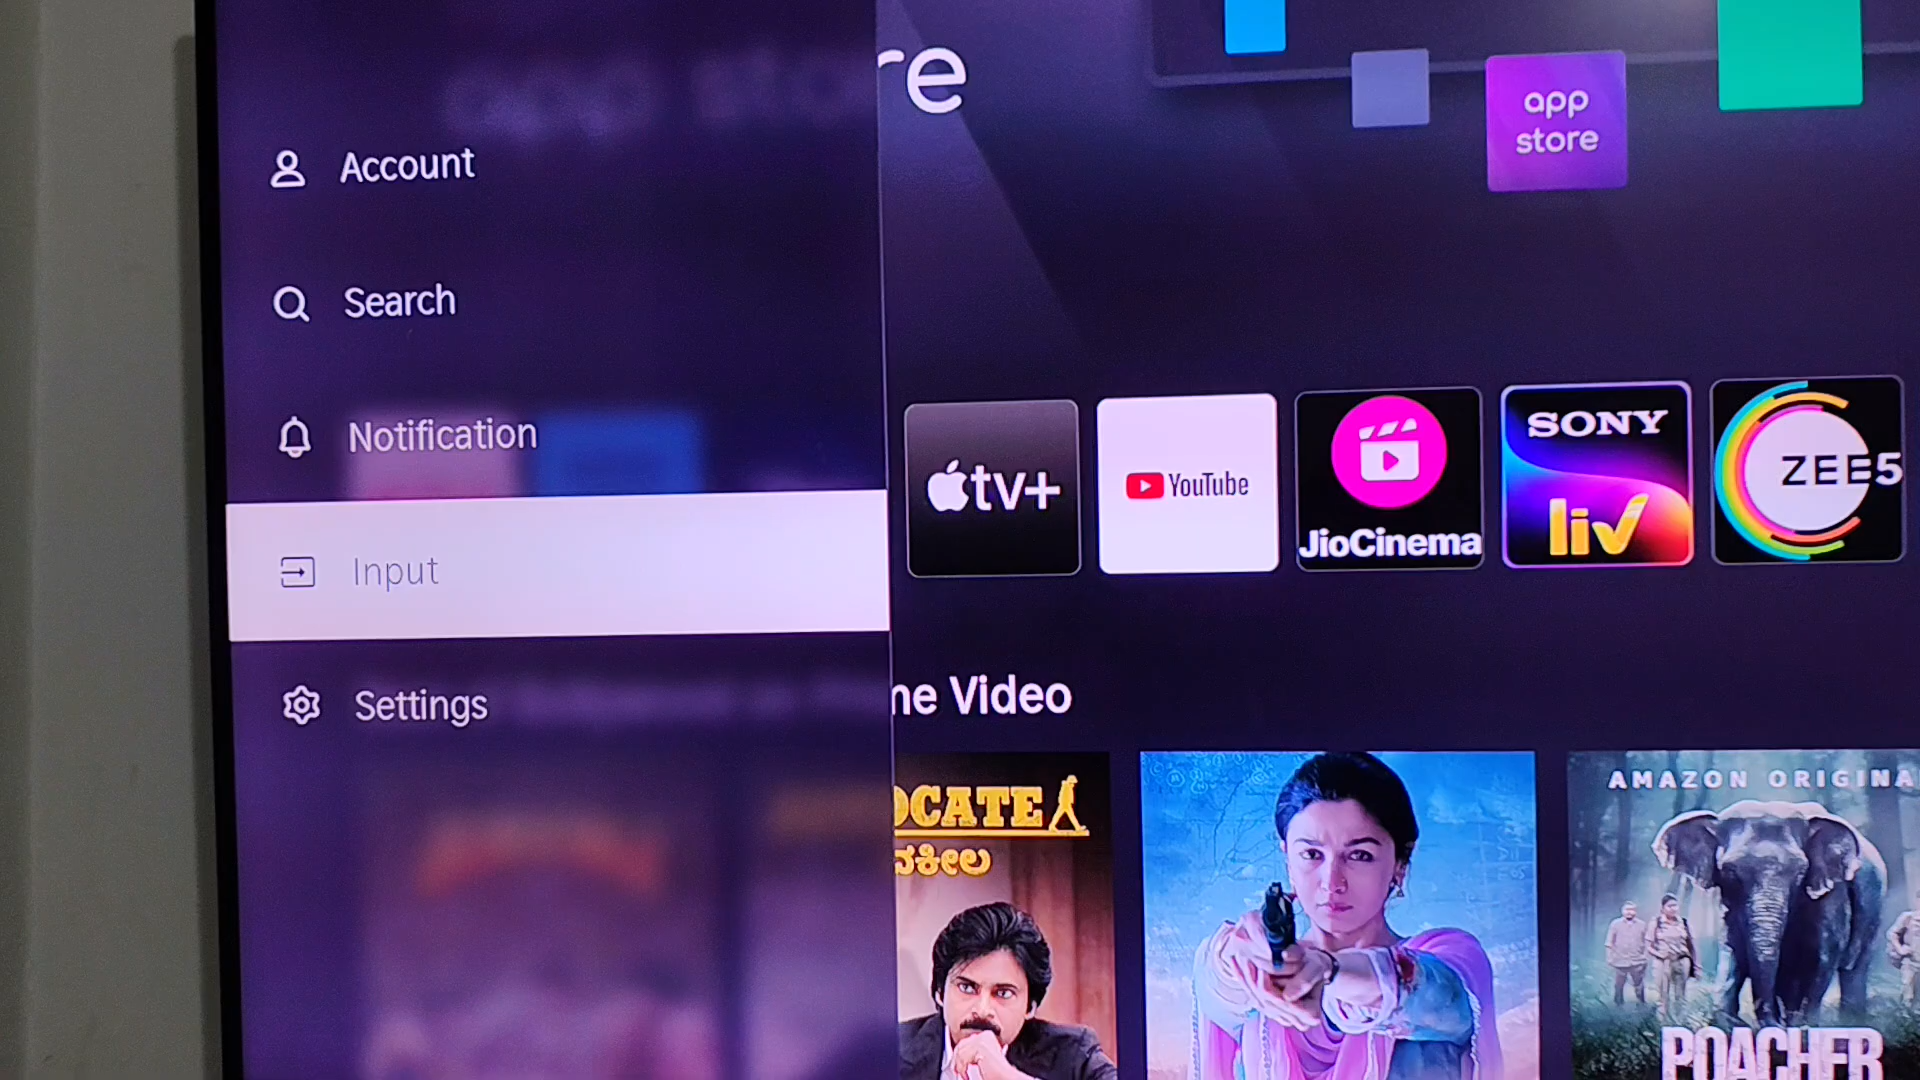 re
app
store
Account
Search
Notification
Input
Settings
tv+
YouTube
JioCinema
SONY
liv
ZEE5
ne Video
OCATE
ವಕೀಲ
AMAZON ORIGINA
POACHER